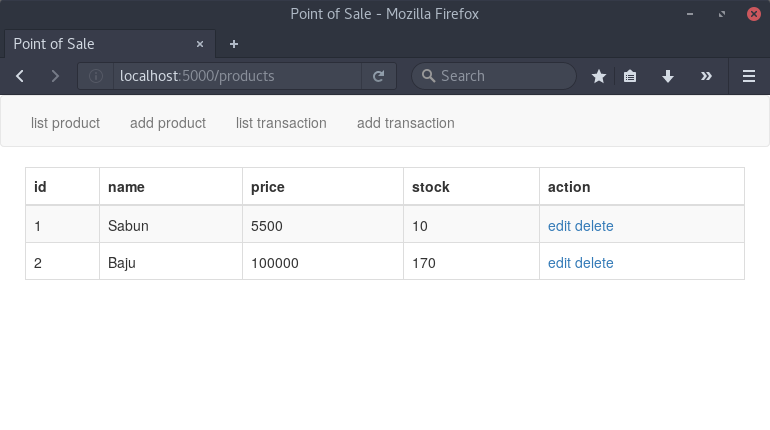 Point of Sale - Mozilla Firefox
Point of Sale
localhost:5000/products Search
list product add product list transaction add transaction
id name price stock action
1 Sabun 5500 10 edit delete
2 Baju 100000 170 edit delete